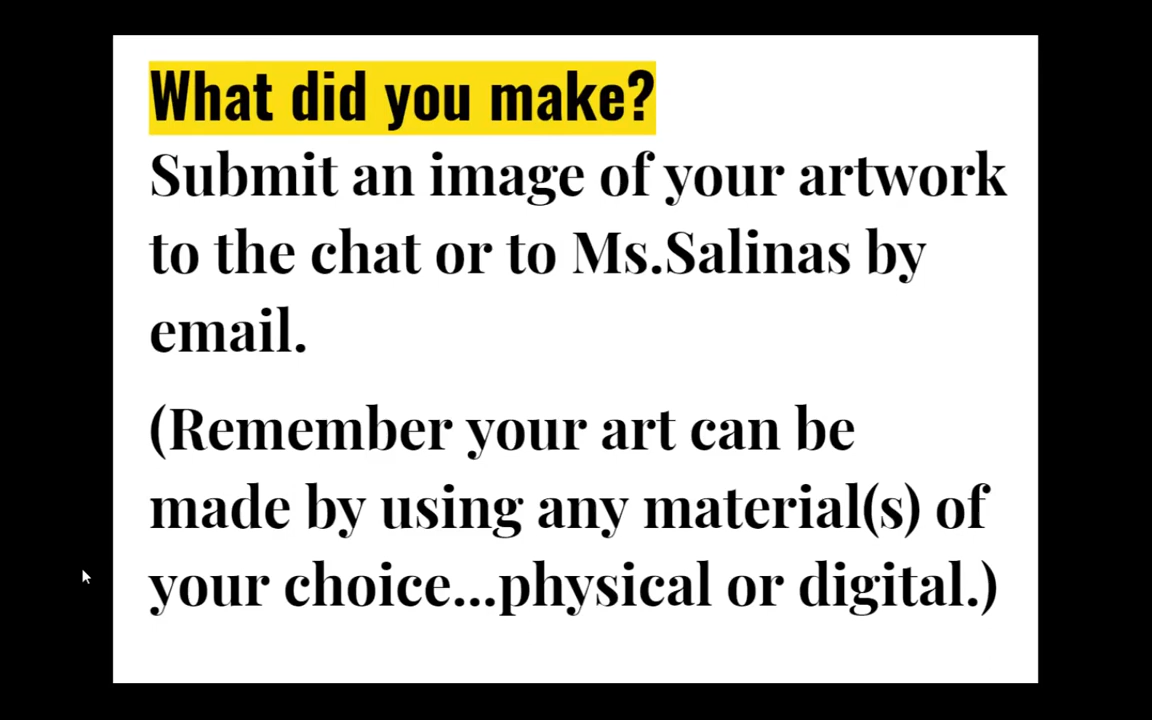 What did you make?
Submit an image of your artwork
to the chat or to Ms.Salinas by
email.
(Remember your art can be
made by using any material(s) of
your choice...physical or digital.)